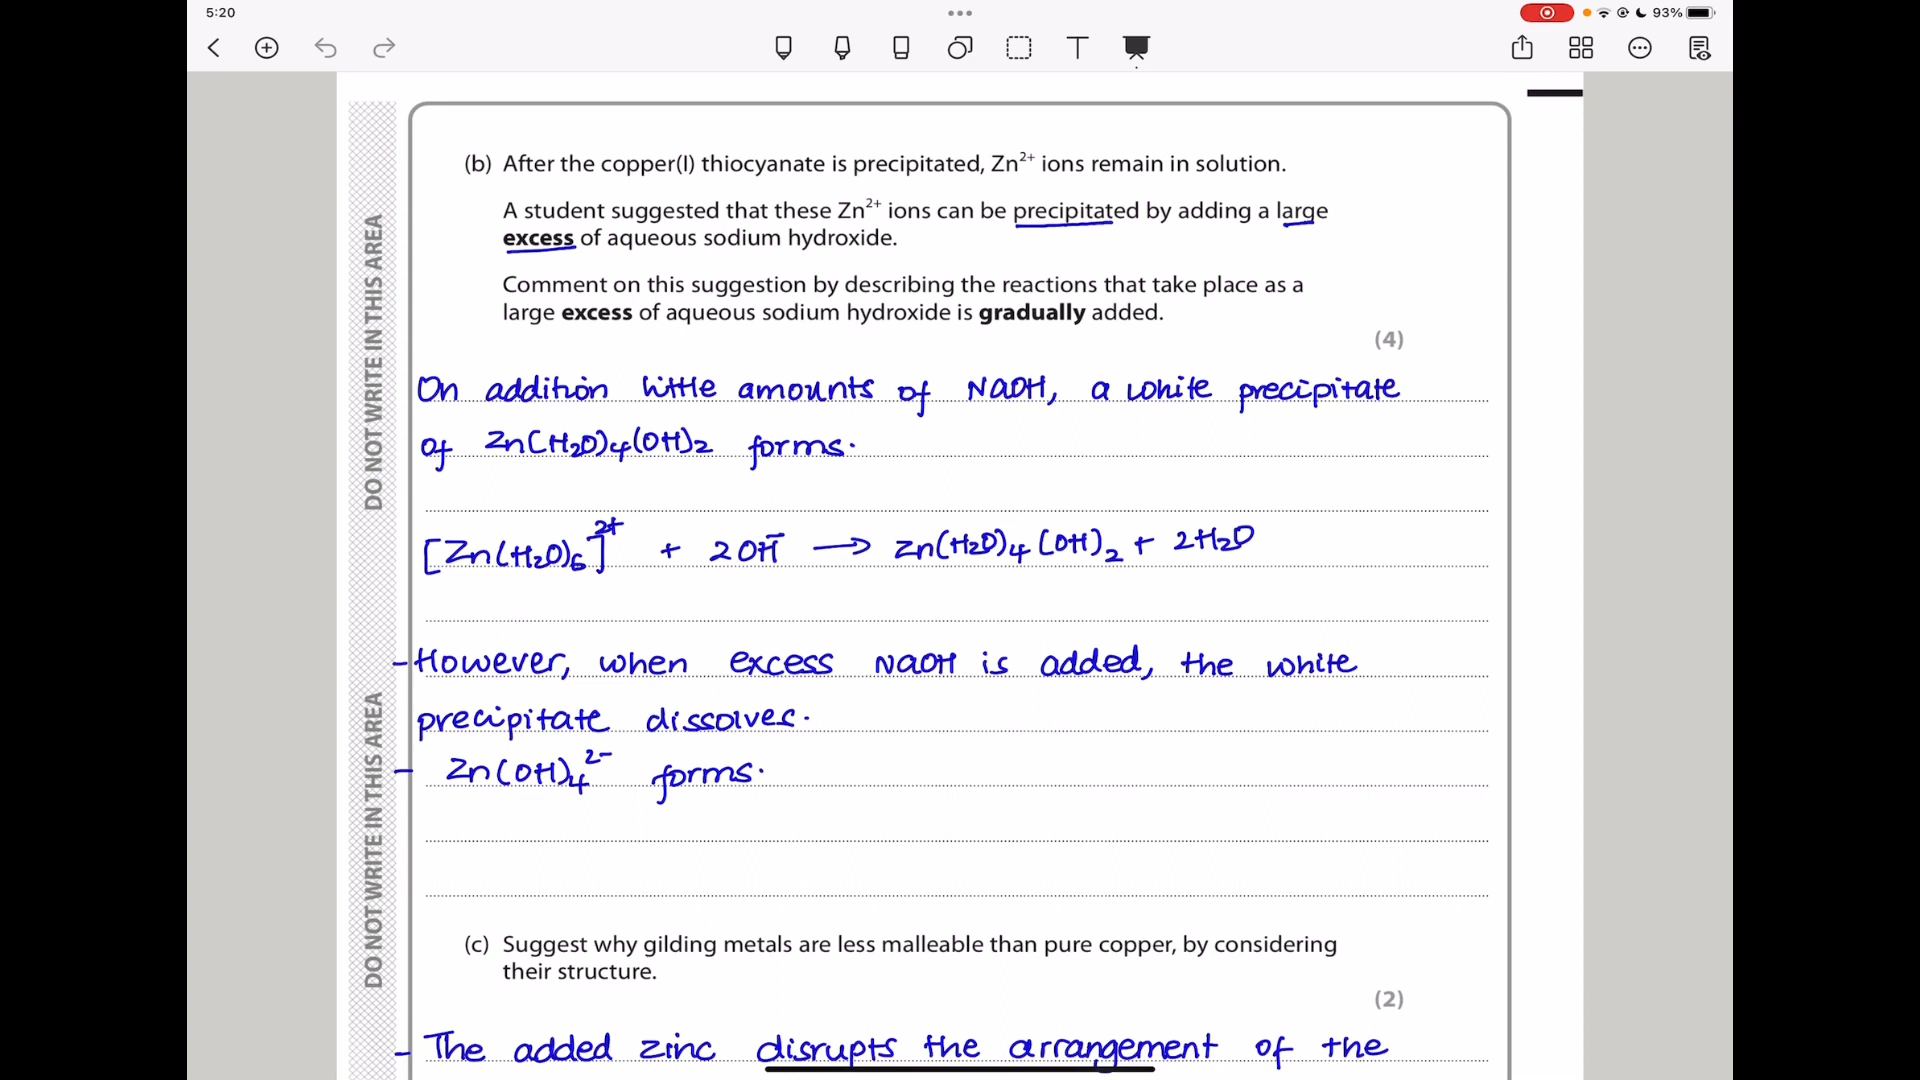 5:20
93%
(b) After the copper(I) thiocyanate is precipitated, Zn²⁺ ions remain in solution.
A student suggested that these Zn²⁺ ions can be precipitated by adding a large
excess of aqueous sodium hydroxide.
Comment on this suggestion by describing the reactions that take place as a
large excess of aqueous sodium hydroxide is gradually added.
(4)
On addition little amounts of NaOH, a white precipitate
of Zn(H₂O)₄(OH)₂ forms.
[Zn(H₂O)₆]²⁺ + 2OH⁻ → Zn(H₂O)₄(OH)₂ + 2H₂O
- However, when excess NaOH is added, the white
precipitate dissolves.
- Zn(OH)₄²⁻ forms.
(c) Suggest why gilding metals are less malleable than pure copper, by considering
their structure.
(2)
- The added zinc disrupts the arrangement of the
DO NOT WRITE IN THIS AREA
DO NOT WRITE IN THIS AREA